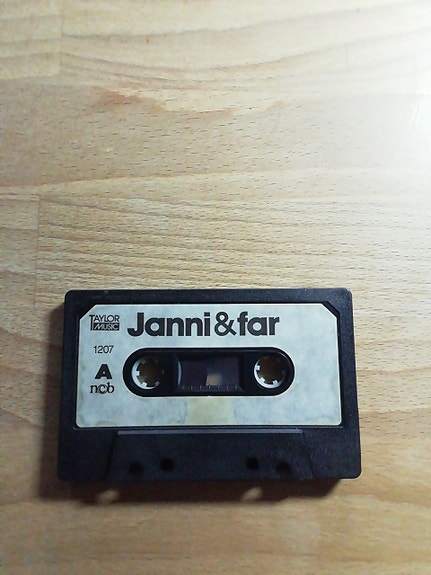 TAYLOR
MUSIC
Janni&far
1207
A
ncb